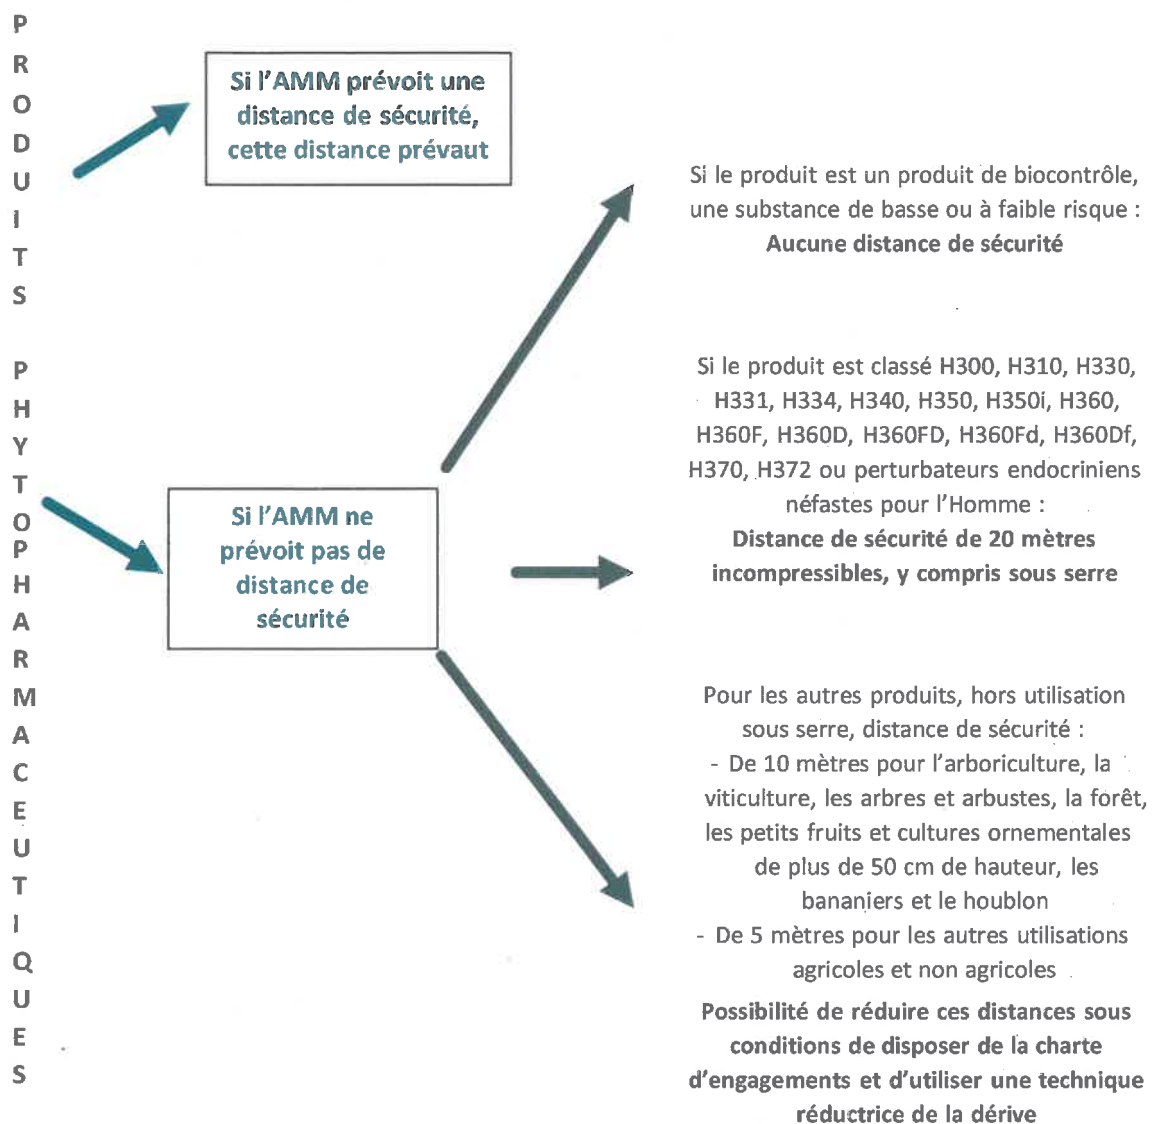 PRODUITS PHYTOPHARMACEUTIQUES
Si l'AMM prévoit une
distance de sécurité,
cette distance prévaut
Si le produit est un produit de biocontrôle,
une substance de basse ou à faible risque :
Aucune distance de sécurité
Si le produit est classé H300, H310, H330,
H331, H334, H340, H350, H350i, H360,
H360F, H360D, H360FD, H360Fd, H360Df,
H370, H372 ou perturbateurs endocriniens
néfastes pour l'Homme :
Distance de sécurité de 20 mètres
incompressibles, y compris sous serre
Si l'AMM ne
prévoit pas de
distance de
sécurité
Pour les autres produits, hors utilisation
sous serre, distance de sécurité :
- De 10 mètres pour l'arboriculture, la
viticulture, les arbres et arbustes, la forêt,
les petits fruits et cultures ornementales
de plus de 50 cm de hauteur, les
bananiers et le houblon
- De 5 mètres pour les autres utilisations
agricoles et non agricoles
Possibilité de réduire ces distances sous
conditions de disposer de la charte
d'engagements et d'utiliser une technique
réductrice de la dérive